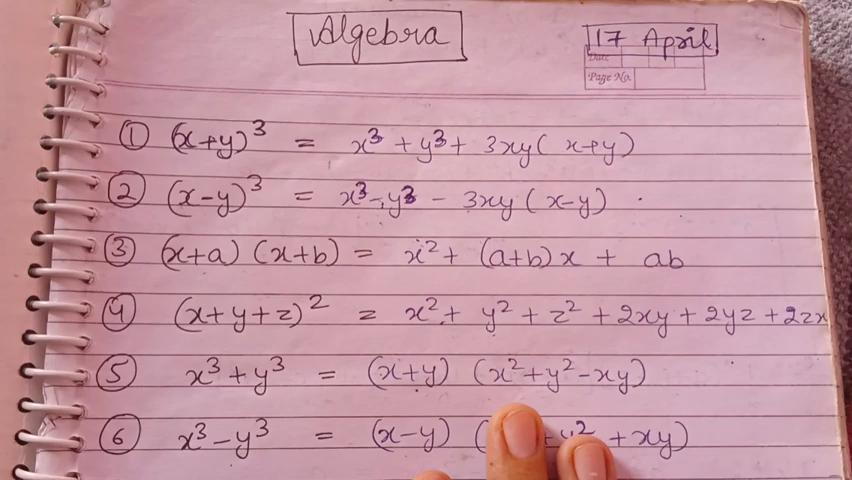 Algebra
17 April
Date
Page No.
① (x+y)³ = x³ + y³ + 3xy( x+y)
② (x-y)³ = x³ - y³ - 3xy ( x-y)
③ (x+a) (x+b) = x² + (a+b) x + ab
④ (x+y+z)² = x² + y² + z² + 2xy + 2yz + 2zx
⑤ x³ + y³ = (x+y) (x²+y²-xy)
⑥ x³ - y³ = (x-y) ( +y² +xy)